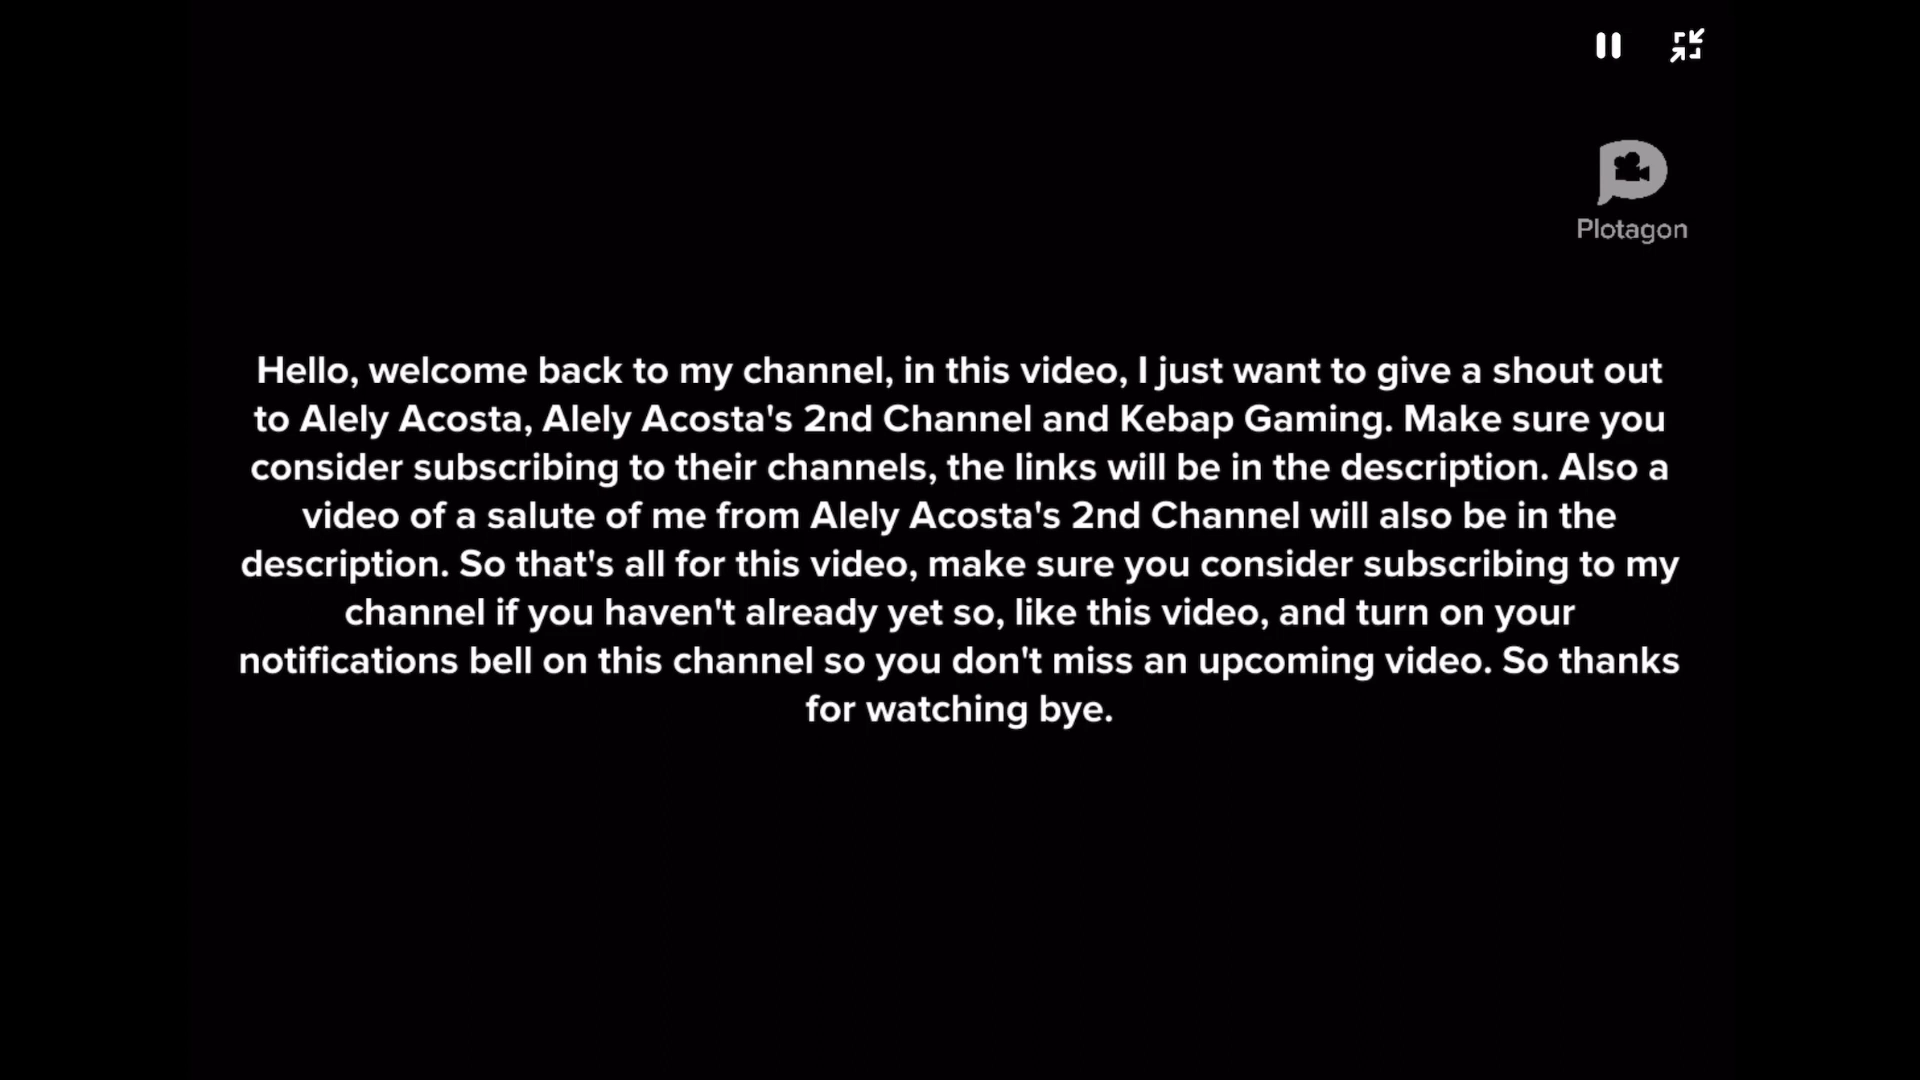 Plotagon
Hello, welcome back to my channel, in this video, I just want to give a shout out
to Alely Acosta, Alely Acosta's 2nd Channel and Kebap Gaming. Make sure you
consider subscribing to their channels, the links will be in the description. Also a
video of a salute of me from Alely Acosta's 2nd Channel will also be in the
description. So that's all for this video, make sure you consider subscribing to my
channel if you haven't already yet so, like this video, and turn on your
notifications bell on this channel so you don't miss an upcoming video. So thanks
for watching bye.